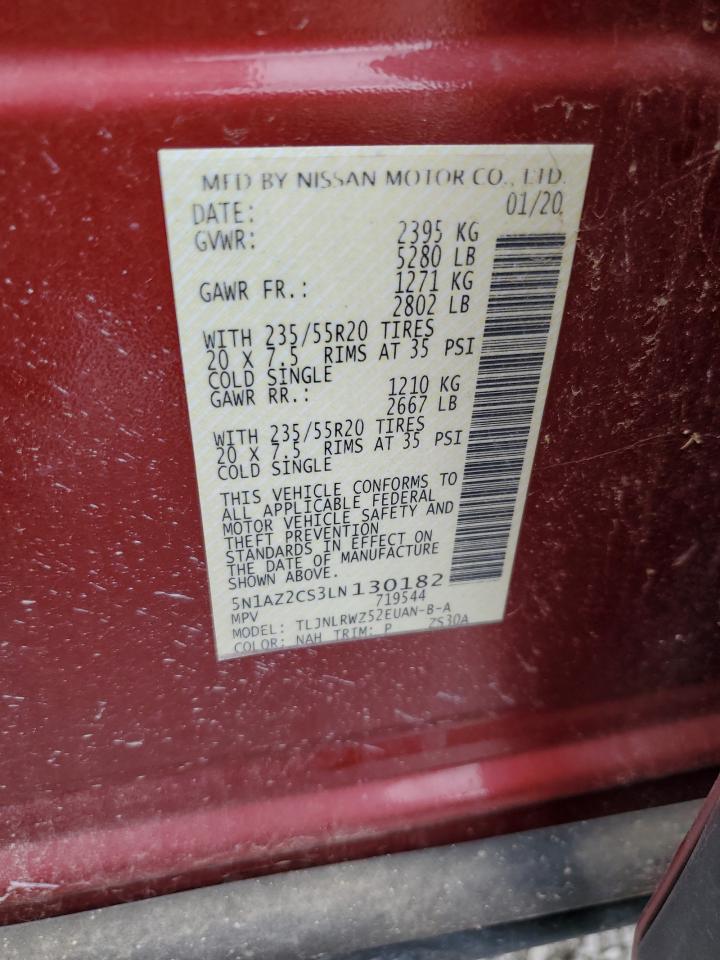 MFD BY NISSAN MOTOR CO., LTD.
DATE: 01/20
GVWR: 2395 KG
5280 LB
GAWR FR.: 1271 KG
2802 LB
WITH 235/55R20 TIRES
20 X 7.5 RIMS AT 35 PSI
COLD SINGLE
GAWR RR.: 1210 KG
2667 LB
WITH 235/55R20 TIRES
20 X 7.5 RIMS AT 35 PSI
COLD SINGLE
THIS VEHICLE CONFORMS TO
ALL APPLICABLE FEDERAL
MOTOR VEHICLE SAFETY AND
THEFT PREVENTION
STANDARDS IN EFFECT ON
THE DATE OF MANUFACTURE
SHOWN ABOVE.
5N1AZ2CS3LN130182
MPV 719544
MODEL: TLJNLRWZ52EUAN-B-A
COLOR: NAH TRIM: P ZS30A